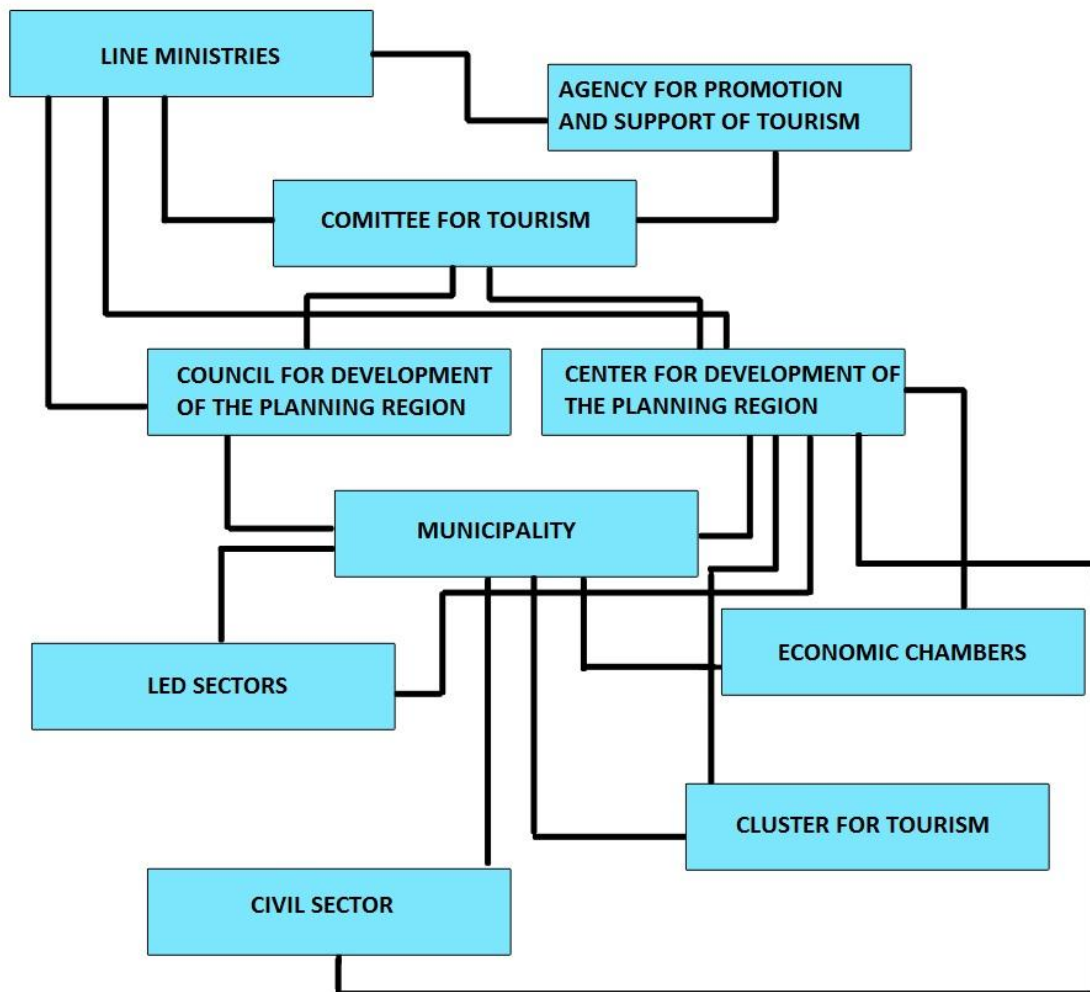 LINE MINISTRIES
AGENCY FOR PROMOTION
AND SUPPORT OF TOURISM
COMITTEE FOR TOURISM
COUNCIL FOR DEVELOPMENT
OF THE PLANNING REGION
CENTER FOR DEVELOPMENT OF
THE PLANNING REGION
MUNICIPALITY
LED SECTORS
ECONOMIC CHAMBERS
CLUSTER FOR TOURISM
CIVIL SECTOR